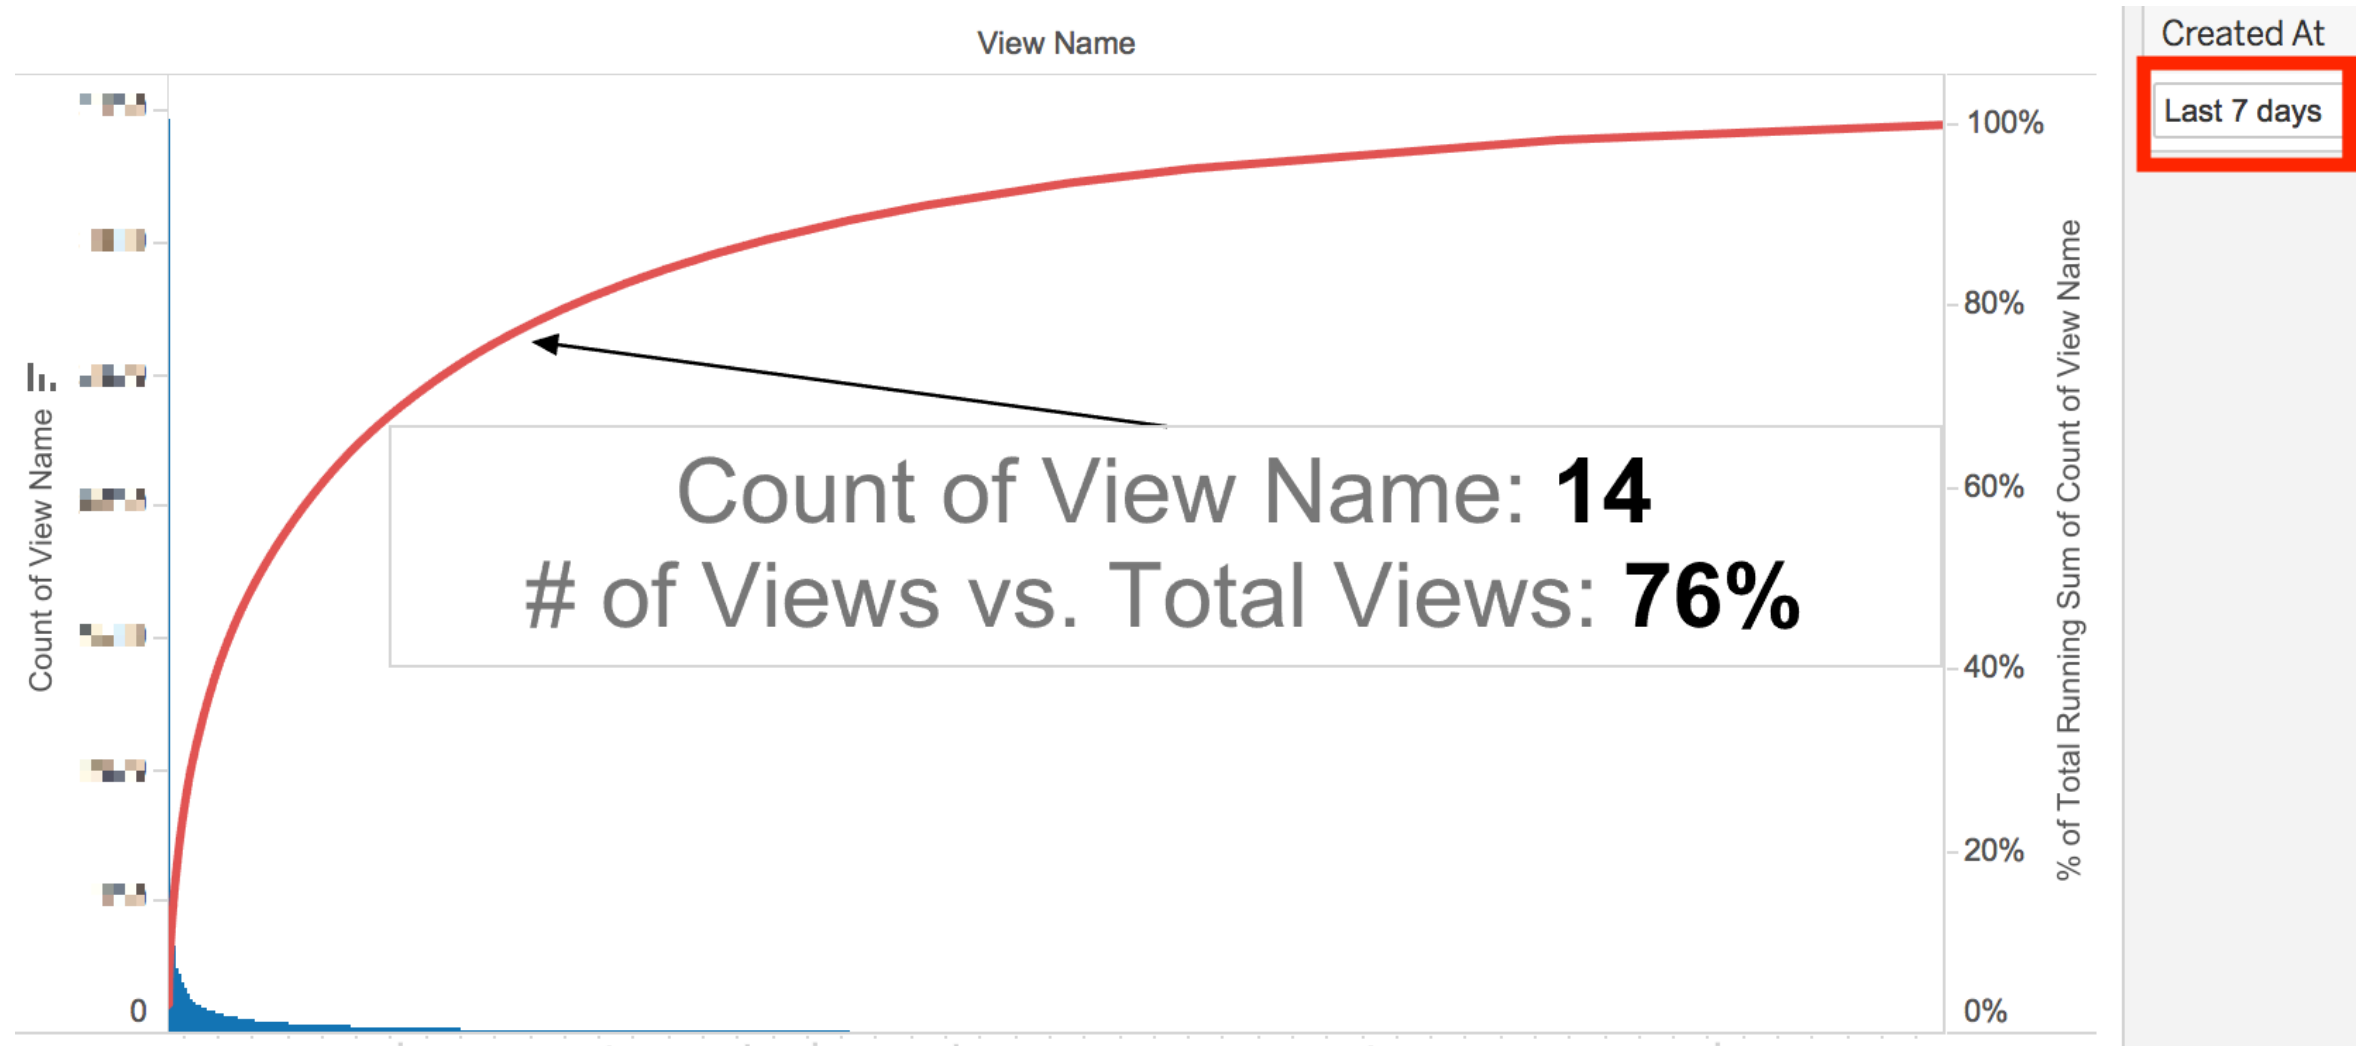 View Name
Created At
Last 7 days
100%
80%
60%
40%
20%
0%
0
Count of View Name
% of Total Running Sum of Count of View Name
Count of View Name: 14
# of Views vs. Total Views: 76%